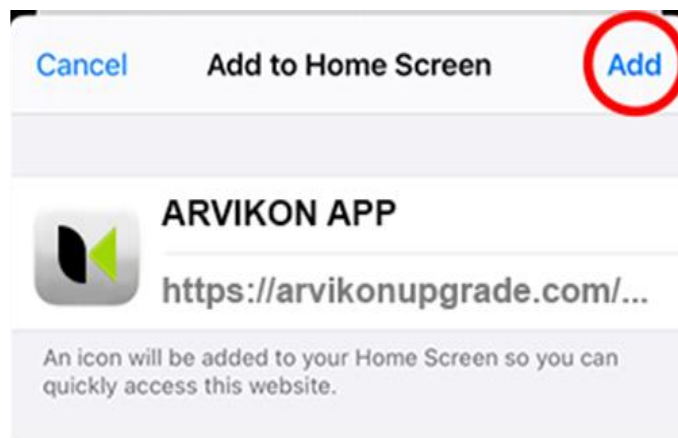 Cancel Add to Home Screen Add
ARVIKON APP
https://arvikonupgrade.com/...
An icon will be added to your Home Screen so you can
quickly access this website.